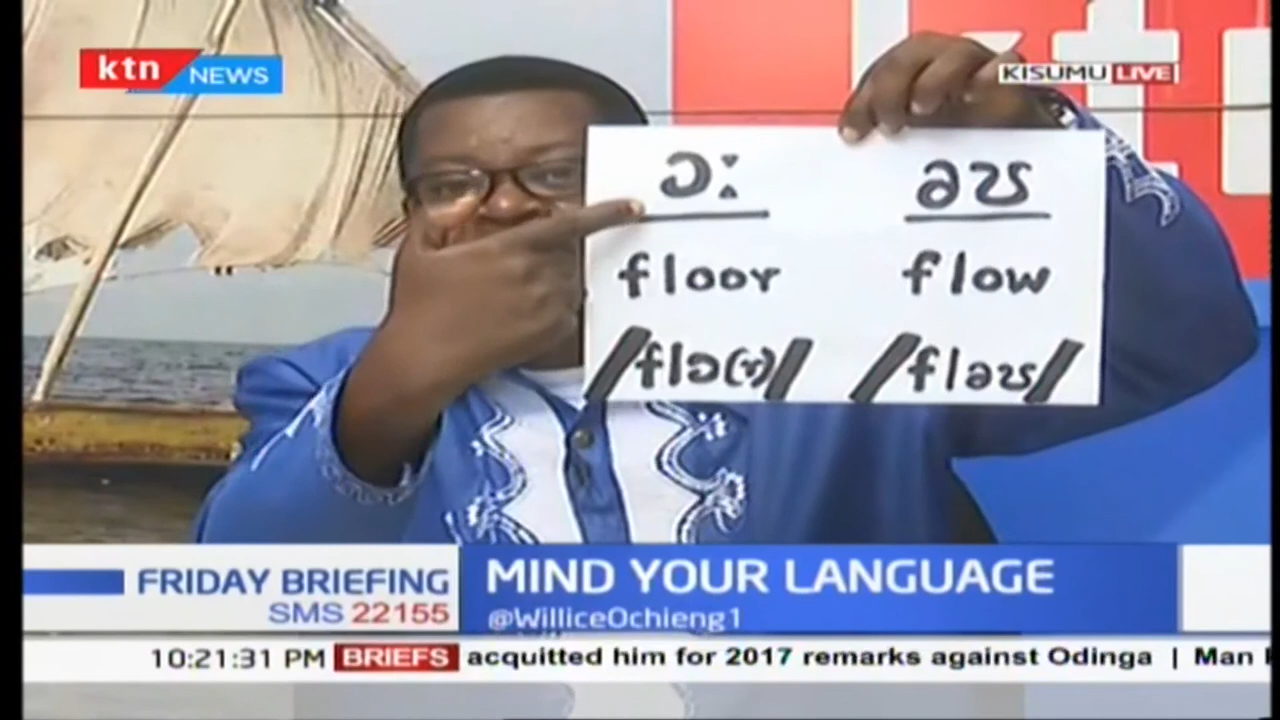 ktn NEWS
KISUMU LIVE
ɔː əʊ
floor flow
/flɔ(r)/ /fləʊ/
FRIDAY BRIEFING
SMS 22155
MIND YOUR LANGUAGE
@WilliceOchieng1
10:21:31 PM BRIEFS acquitted him for 2017 remarks against Odinga | Man